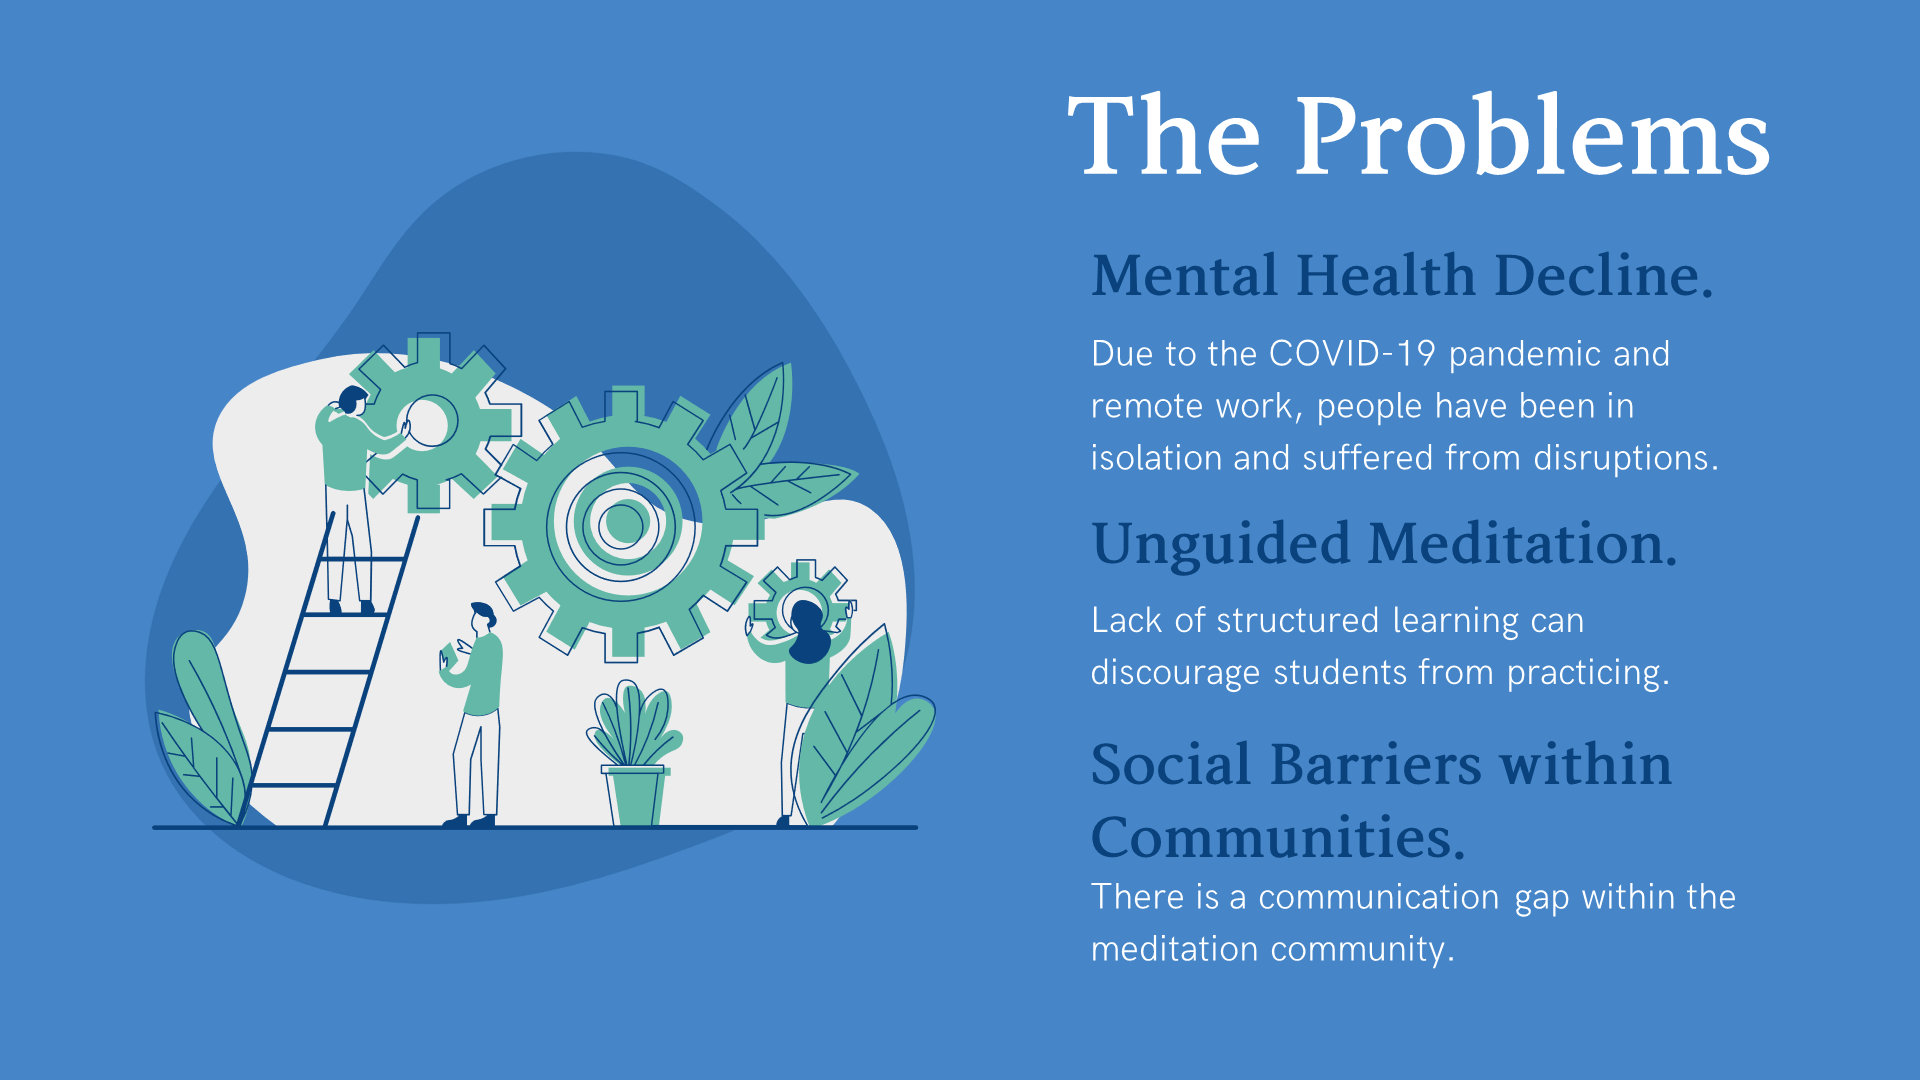 The Problems
Mental Health Decline.
Due to the COVID-19 pandemic and
remote work, people have been in
isolation and suffered from disruptions.
Unguided Meditation.
Lack of structured learning can
discourage students from practicing.
Social Barriers within
Communities.
There is a communication gap within the
meditation community.